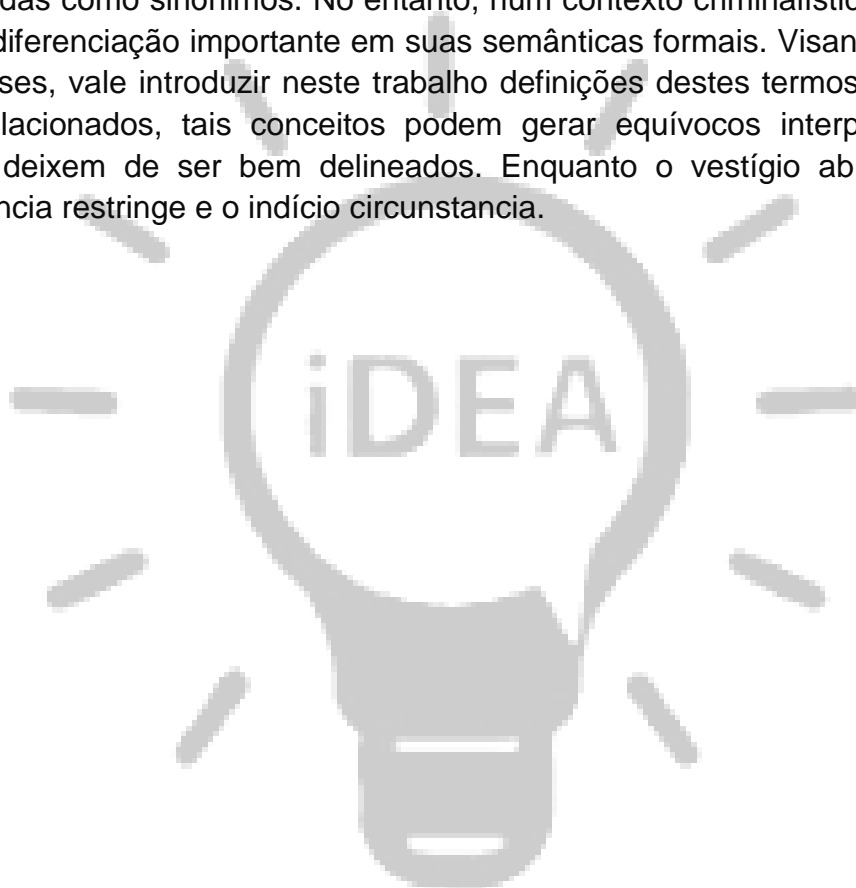 das como sinônimos. No entanto, num contexto criminalístic
diferenciação importante em suas semânticas formais. Visan
ses, vale introduzir neste trabalho definições destes termos
lacionados, tais conceitos podem gerar equívocos interp
deixem de ser bem delineados. Enquanto o vestígio ab
ncia restringe e o indício circunstancia.
iDEA